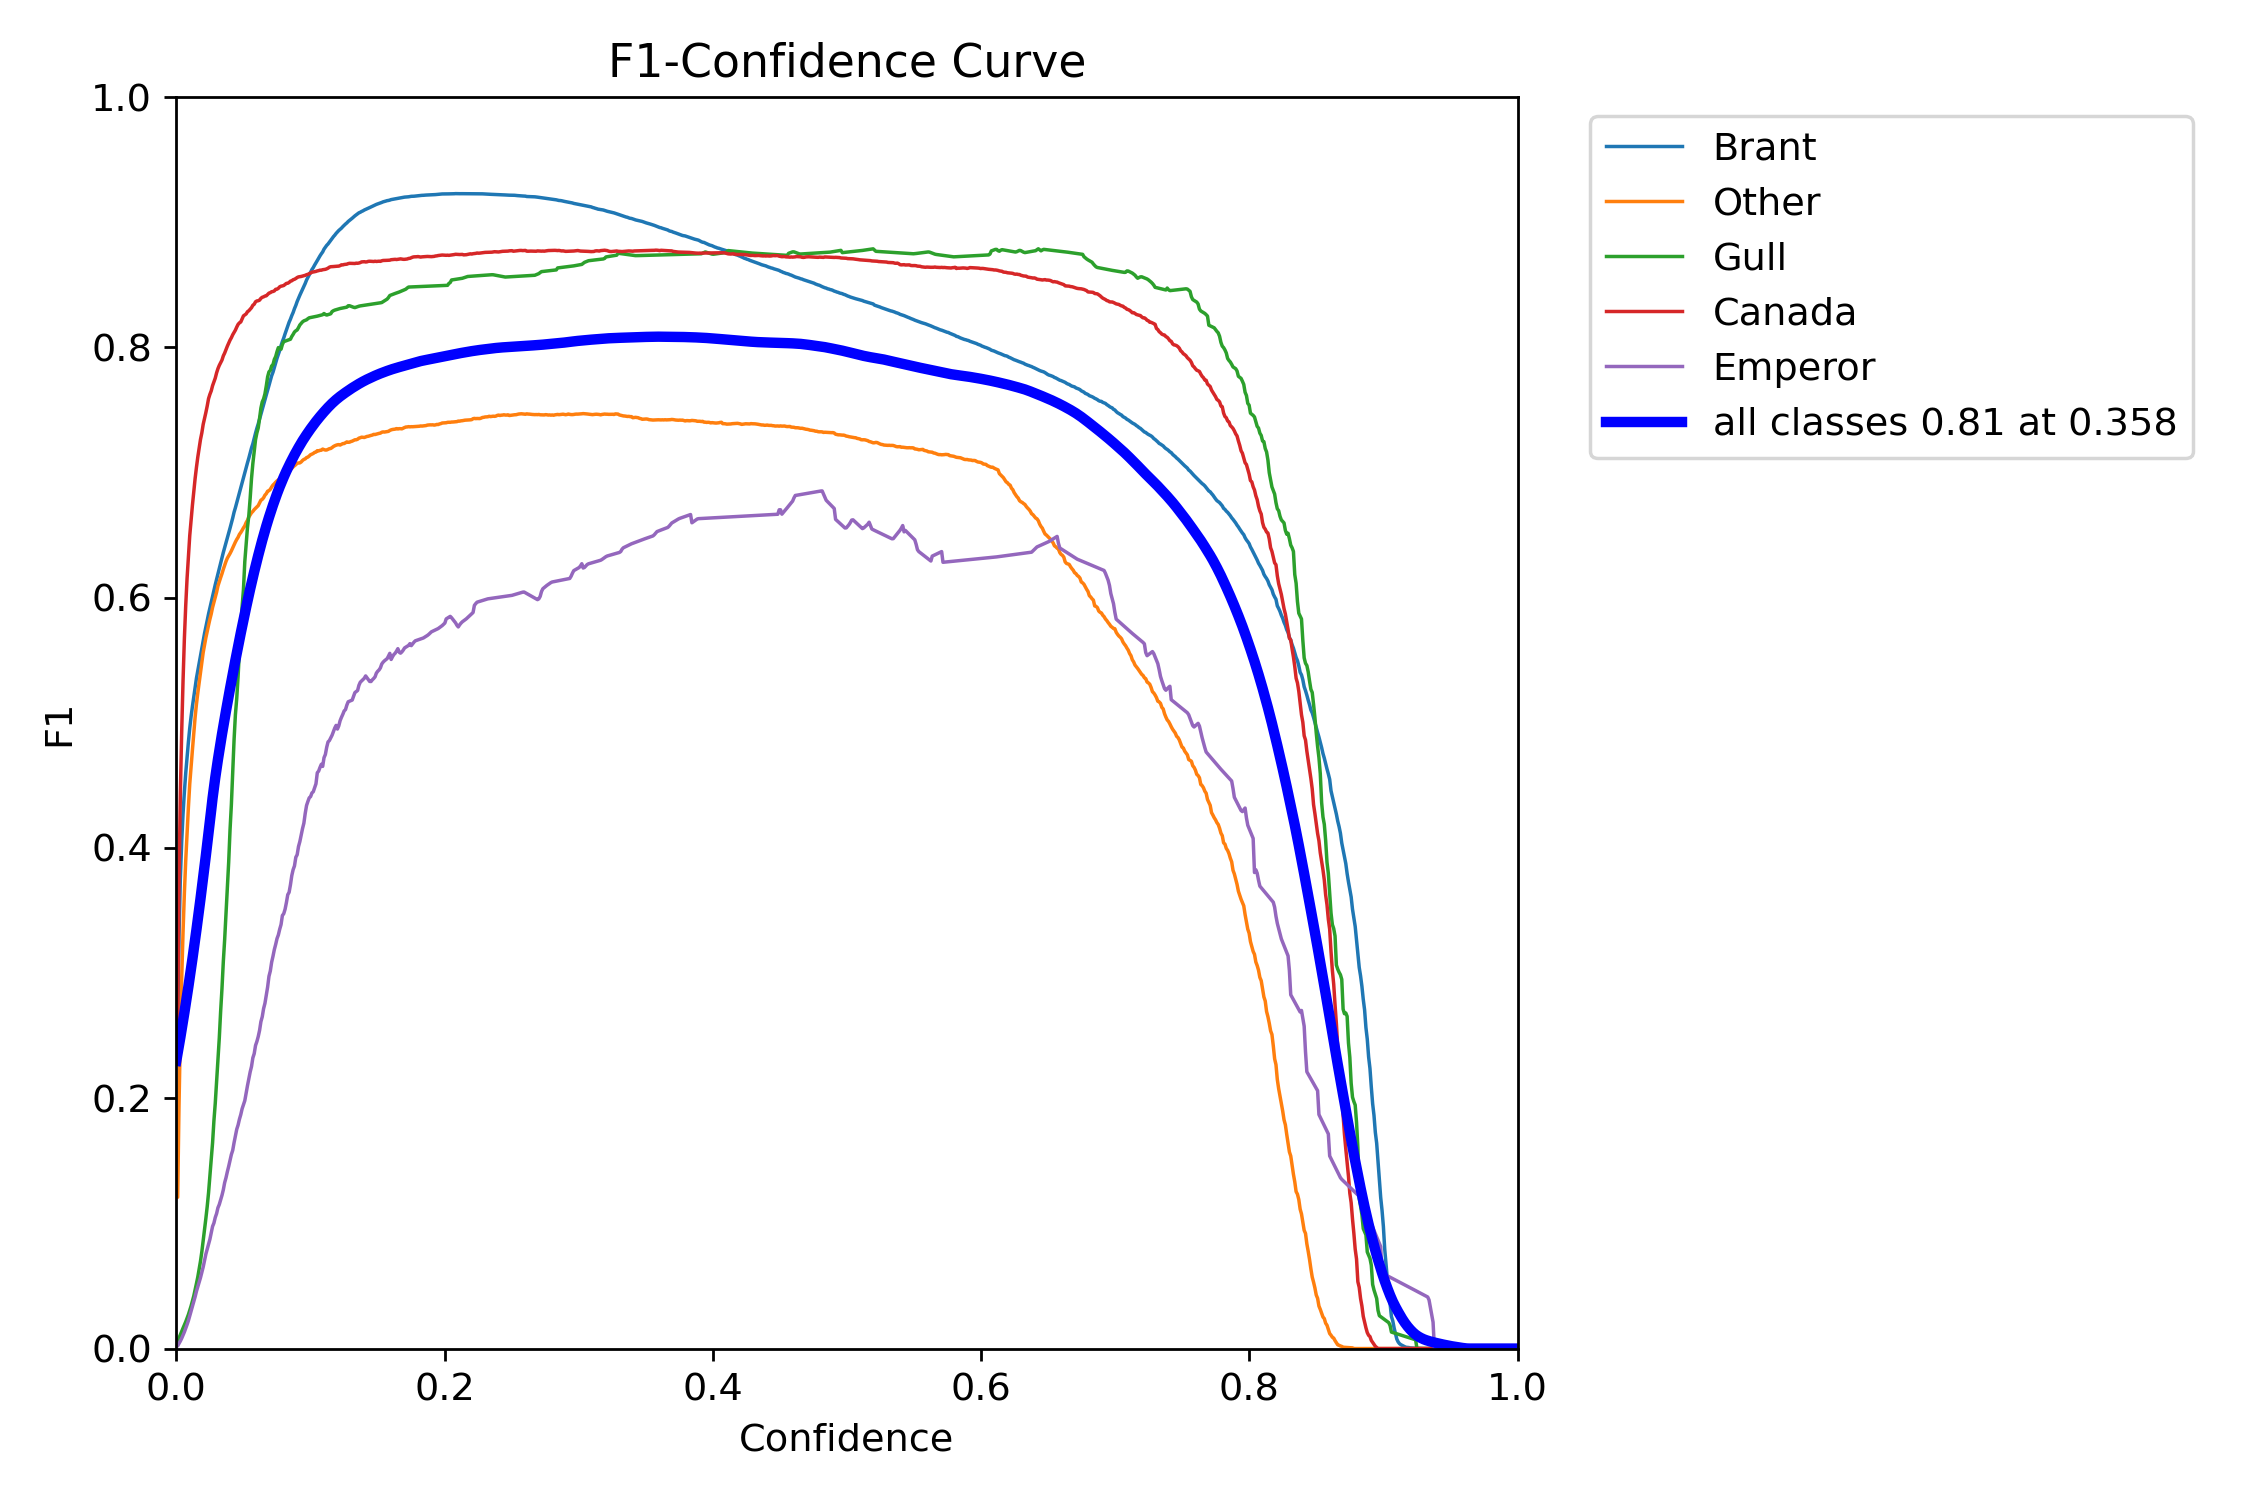 F1-Confidence Curve
1.0
0.8
0.6
0.4
0.2
0.0
F1
0.0 0.2 0.4 0.6 0.8 1.0
Confidence
Brant
Other
Gull
Canada
Emperor
all classes 0.81 at 0.358